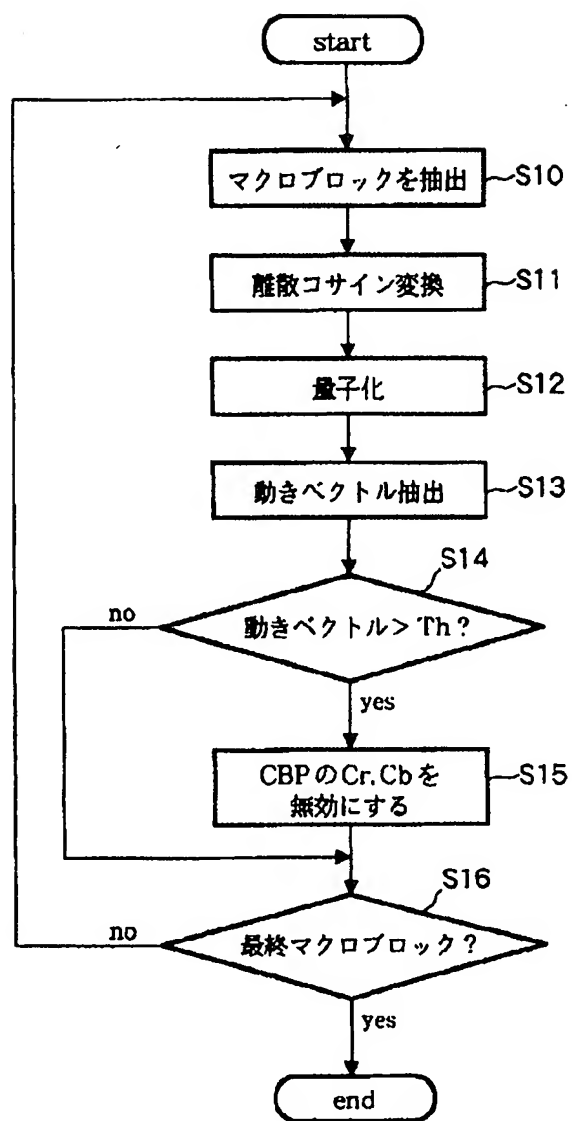 start
マクロブロックを抽出
S10
離散コサイン変換
S11
量子化
S12
動きベクトル抽出
S13
S14
no
動きベクトル> Th ?
yes
CBPのCr, Cbを
無効にする
S15
S16
no
最終マクロブロック?
yes
end